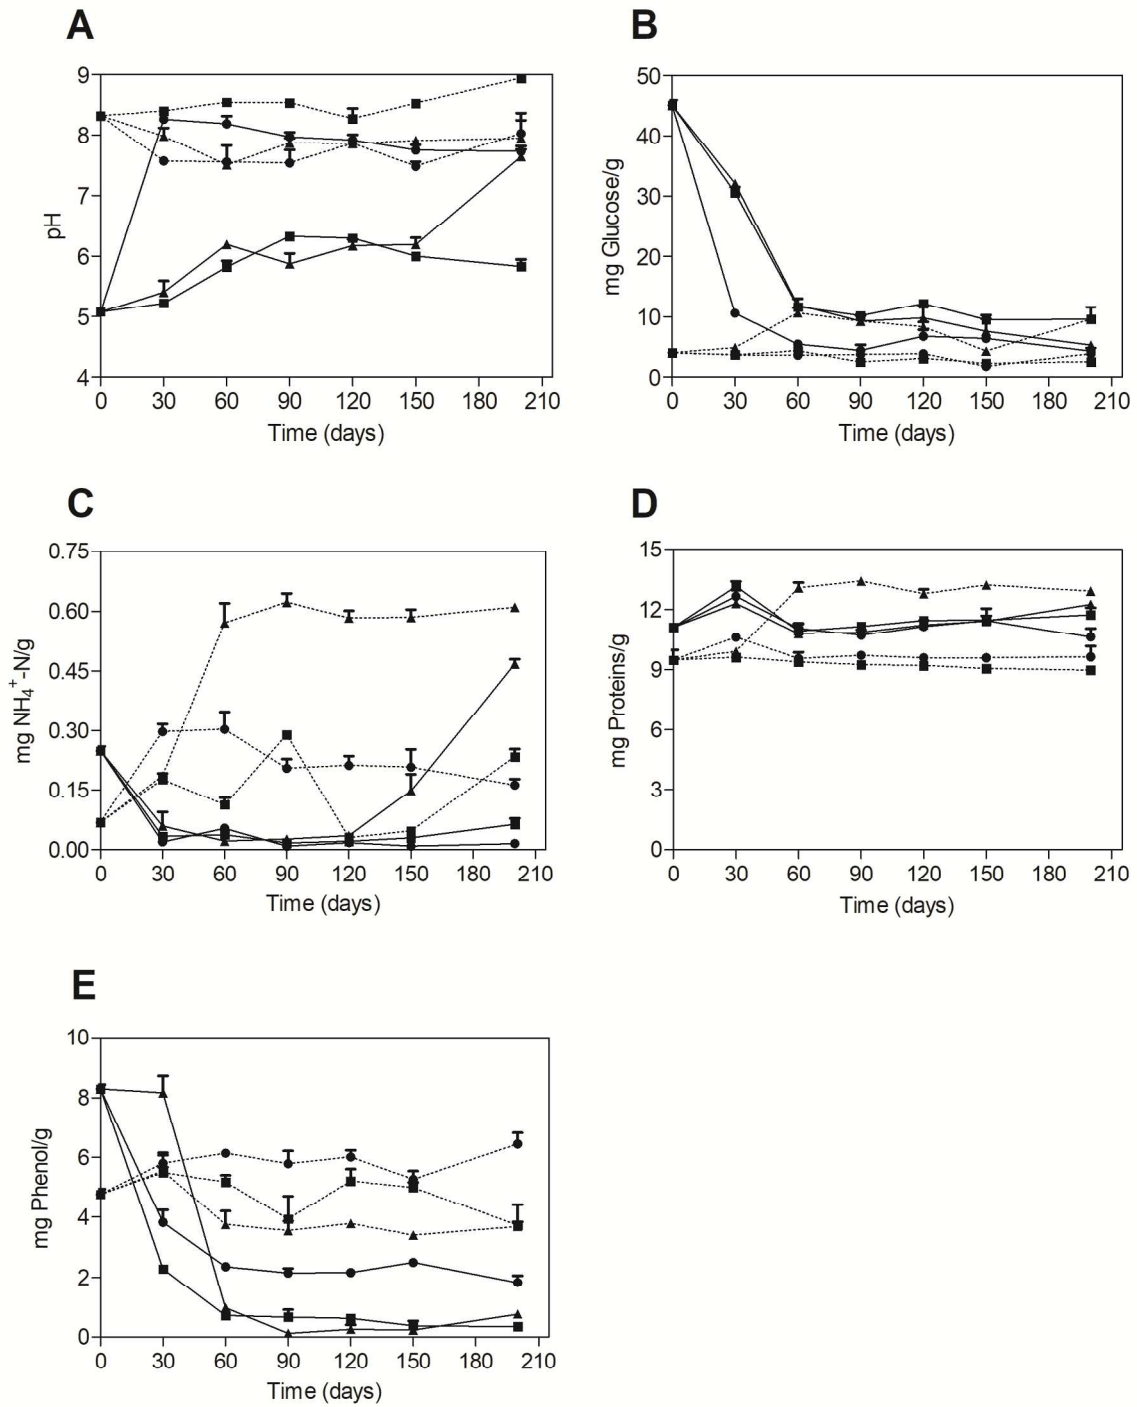 A
pH
9
8
7
6
5
4
0 30 60 90 120 150 180 210
Time (days)
B
mg Glucose/g
50
40
30
20
10
0
0 30 60 90 120 150 180 210
Time (days)
C
mg NH₄⁺-N/g
0.75
0.60
0.45
0.30
0.15
0.00
0 30 60 90 120 150 180 210
Time (days)
D
mg Proteins/g
15
12
9
6
3
0
0 30 60 90 120 150 180 210
Time (days)
E
mg Phenol/g
10
8
6
4
2
0
0 30 60 90 120 150 180 210
Time (days)